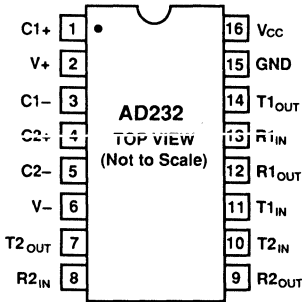 C1+ 1 16 VCC
V+ 2 15 GND
C1− 3 14 T1OUT
AD232
C2+ 4 13 R1IN
TOP VIEW
(Not to Scale)
C2− 5 12 R1OUT
V− 6 11 T1IN
T2OUT 7 10 T2IN
R2IN 8 9 R2OUT